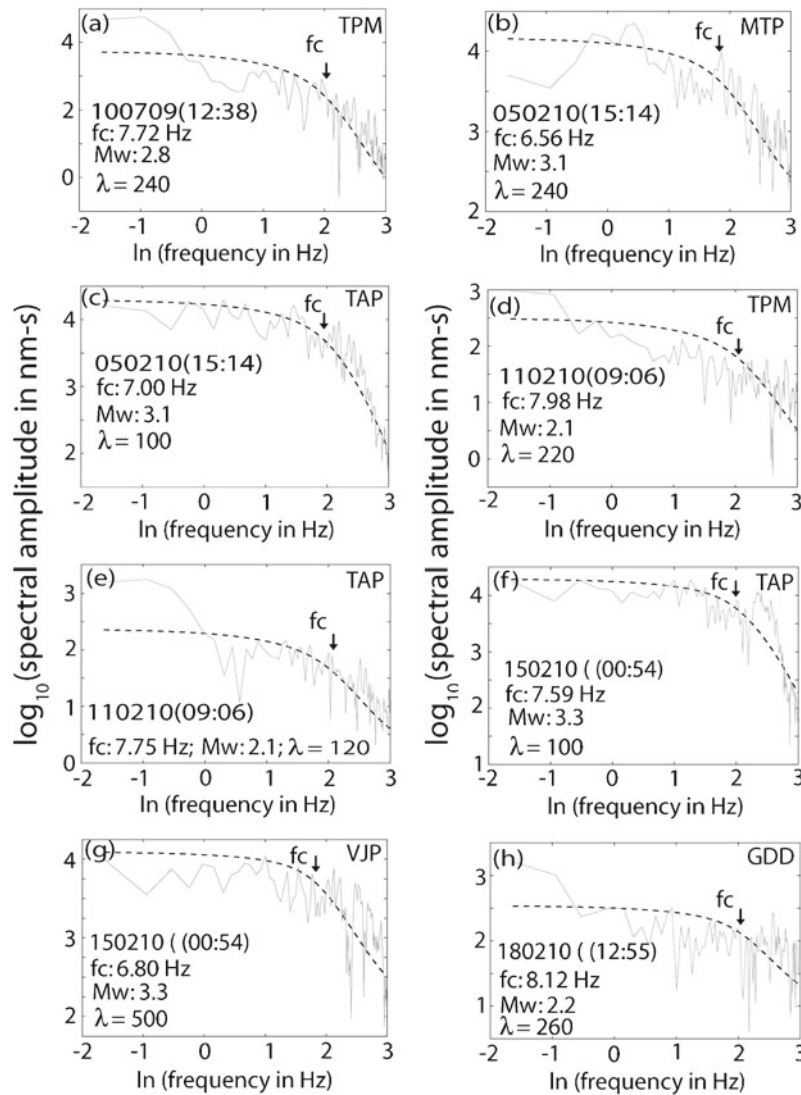 (a) fc TPM
4
3
2
0
100709(12:38)
fc: 7.72 Hz
Mw: 2.8
λ = 240
-2 -1 0 1 2 3
ln (frequency in Hz)
(b) fc MTP
4
3
2
050210(15:14)
fc: 6.56 Hz
Mw: 3.1
λ = 240
-2 -1 0 1 2 3
ln (frequency in Hz)
(c) TAP
fc
4
3
2
050210(15:14)
fc: 7.00 Hz
Mw: 3.1
λ = 100
-2 -1 0 1 2 3
ln (frequency in Hz)
(d) TPM
fc
3
2
1
0
110210(09:06)
fc: 7.98 Hz
Mw: 2.1
λ = 220
-2 -1 0 1 2 3
ln (frequency in Hz)
(e) TAP
fc
3
2
1
0
110210(09:06)
fc: 7.75 Hz; Mw: 2.1; λ = 120
-2 -1 0 1 2 3
ln (frequency in Hz)
(f) fc TAP
4
3
2
1
150210 ( (00:54)
fc: 7.59 Hz
Mw: 3.3
λ = 100
-2 -1 0 1 2 3
ln (frequency in Hz)
(g) fc VJP
4
3
2
150210 ( (00:54)
fc: 6.80 Hz
Mw: 3.3
λ = 500
-2 -1 0 1 2 3
ln (frequency in Hz)
(h) GDD
fc
3
2
1
180210 ( (12:55)
fc: 8.12 Hz
Mw: 2.2
λ = 260
-2 -1 0 1 2 3
ln (frequency in Hz)
log10(spectral amplitude in nm-s)
log10(spectral amplitude in nm-s)